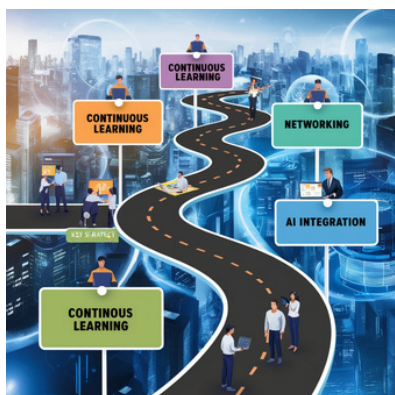 CONTINUOUS
LEARNING
CONTINUOUS
LEARNING
NETWORKING
AI INTEGRATION
CONTINOUS
LEARNING